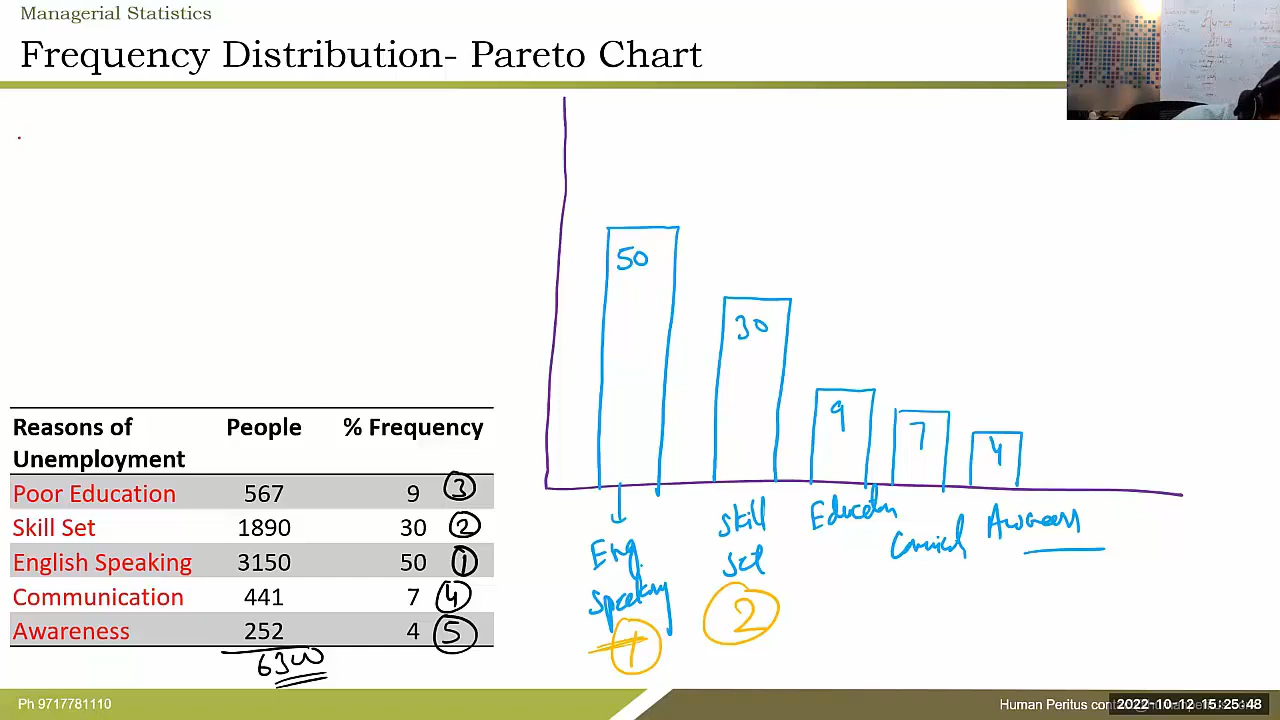 Managerial Statistics
Frequency Distribution- Pareto Chart
50
30
9
7
4
Reasons of Unemployment People % Frequency
Poor Education 567 9 3
Skill Set 1890 30 2
English Speaking 3150 50 1
Communication 441 7 4
Awareness 252 4 5
6300
Eng. Speaking
1
Skill Set
2
Awareness
Ph 9717781110
Human Peritus
2022-10-12 15:25:48